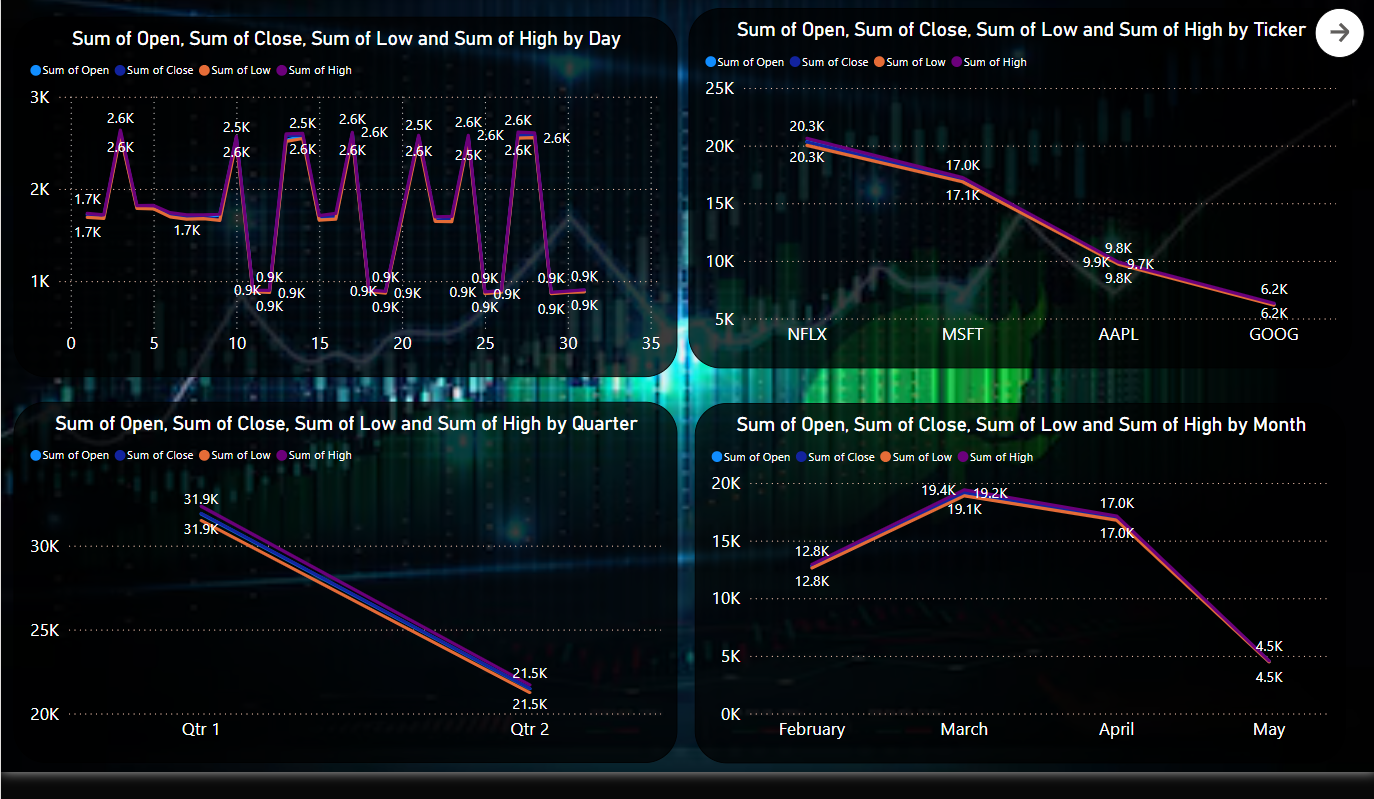 Sum of Open, Sum of Close, Sum of Low and Sum of High by Day
Sum of Open Sum of Close Sum of Low Sum of High
3K
2K
1K
2.6K 2.5K 2.5K 2.6K 2.5K 2.6K 2.6K
2.6K 2.6K 2.6K 2.6K 2.6K 2.6K 2.5K 2.6K 2.6K 2.6K
1.7K
1.7K 1.7K
0.9K 0.9K 0.9K 0.9K 0.9K
0.9K 0.9K 0.9K 0.9K 0.9K 0.9K
0.9K 0.9K 0.9K 0.9K 0.9K
0 5 10 15 20 25 30 35
Sum of Open, Sum of Close, Sum of Low and Sum of High by Ticker
Sum of Open Sum of Close Sum of Low Sum of High
25K
20K
15K
10K
5K
20.3K
20.3K
17.0K
17.1K
9.8K
9.9K 9.7K
9.8K
6.2K
6.2K
NFLX MSFT AAPL GOOG
Sum of Open, Sum of Close, Sum of Low and Sum of High by Quarter
Sum of Open Sum of Close Sum of Low Sum of High
31.9K
31.9K
30K
25K
20K
21.5K
21.5K
Qtr 1 Qtr 2
Sum of Open, Sum of Close, Sum of Low and Sum of High by Month
Sum of Open Sum of Close Sum of Low Sum of High
20K
15K
10K
5K
0K
12.8K
12.8K
19.4K 19.2K
19.1K
17.0K
17.0K
4.5K
4.5K
February March April May